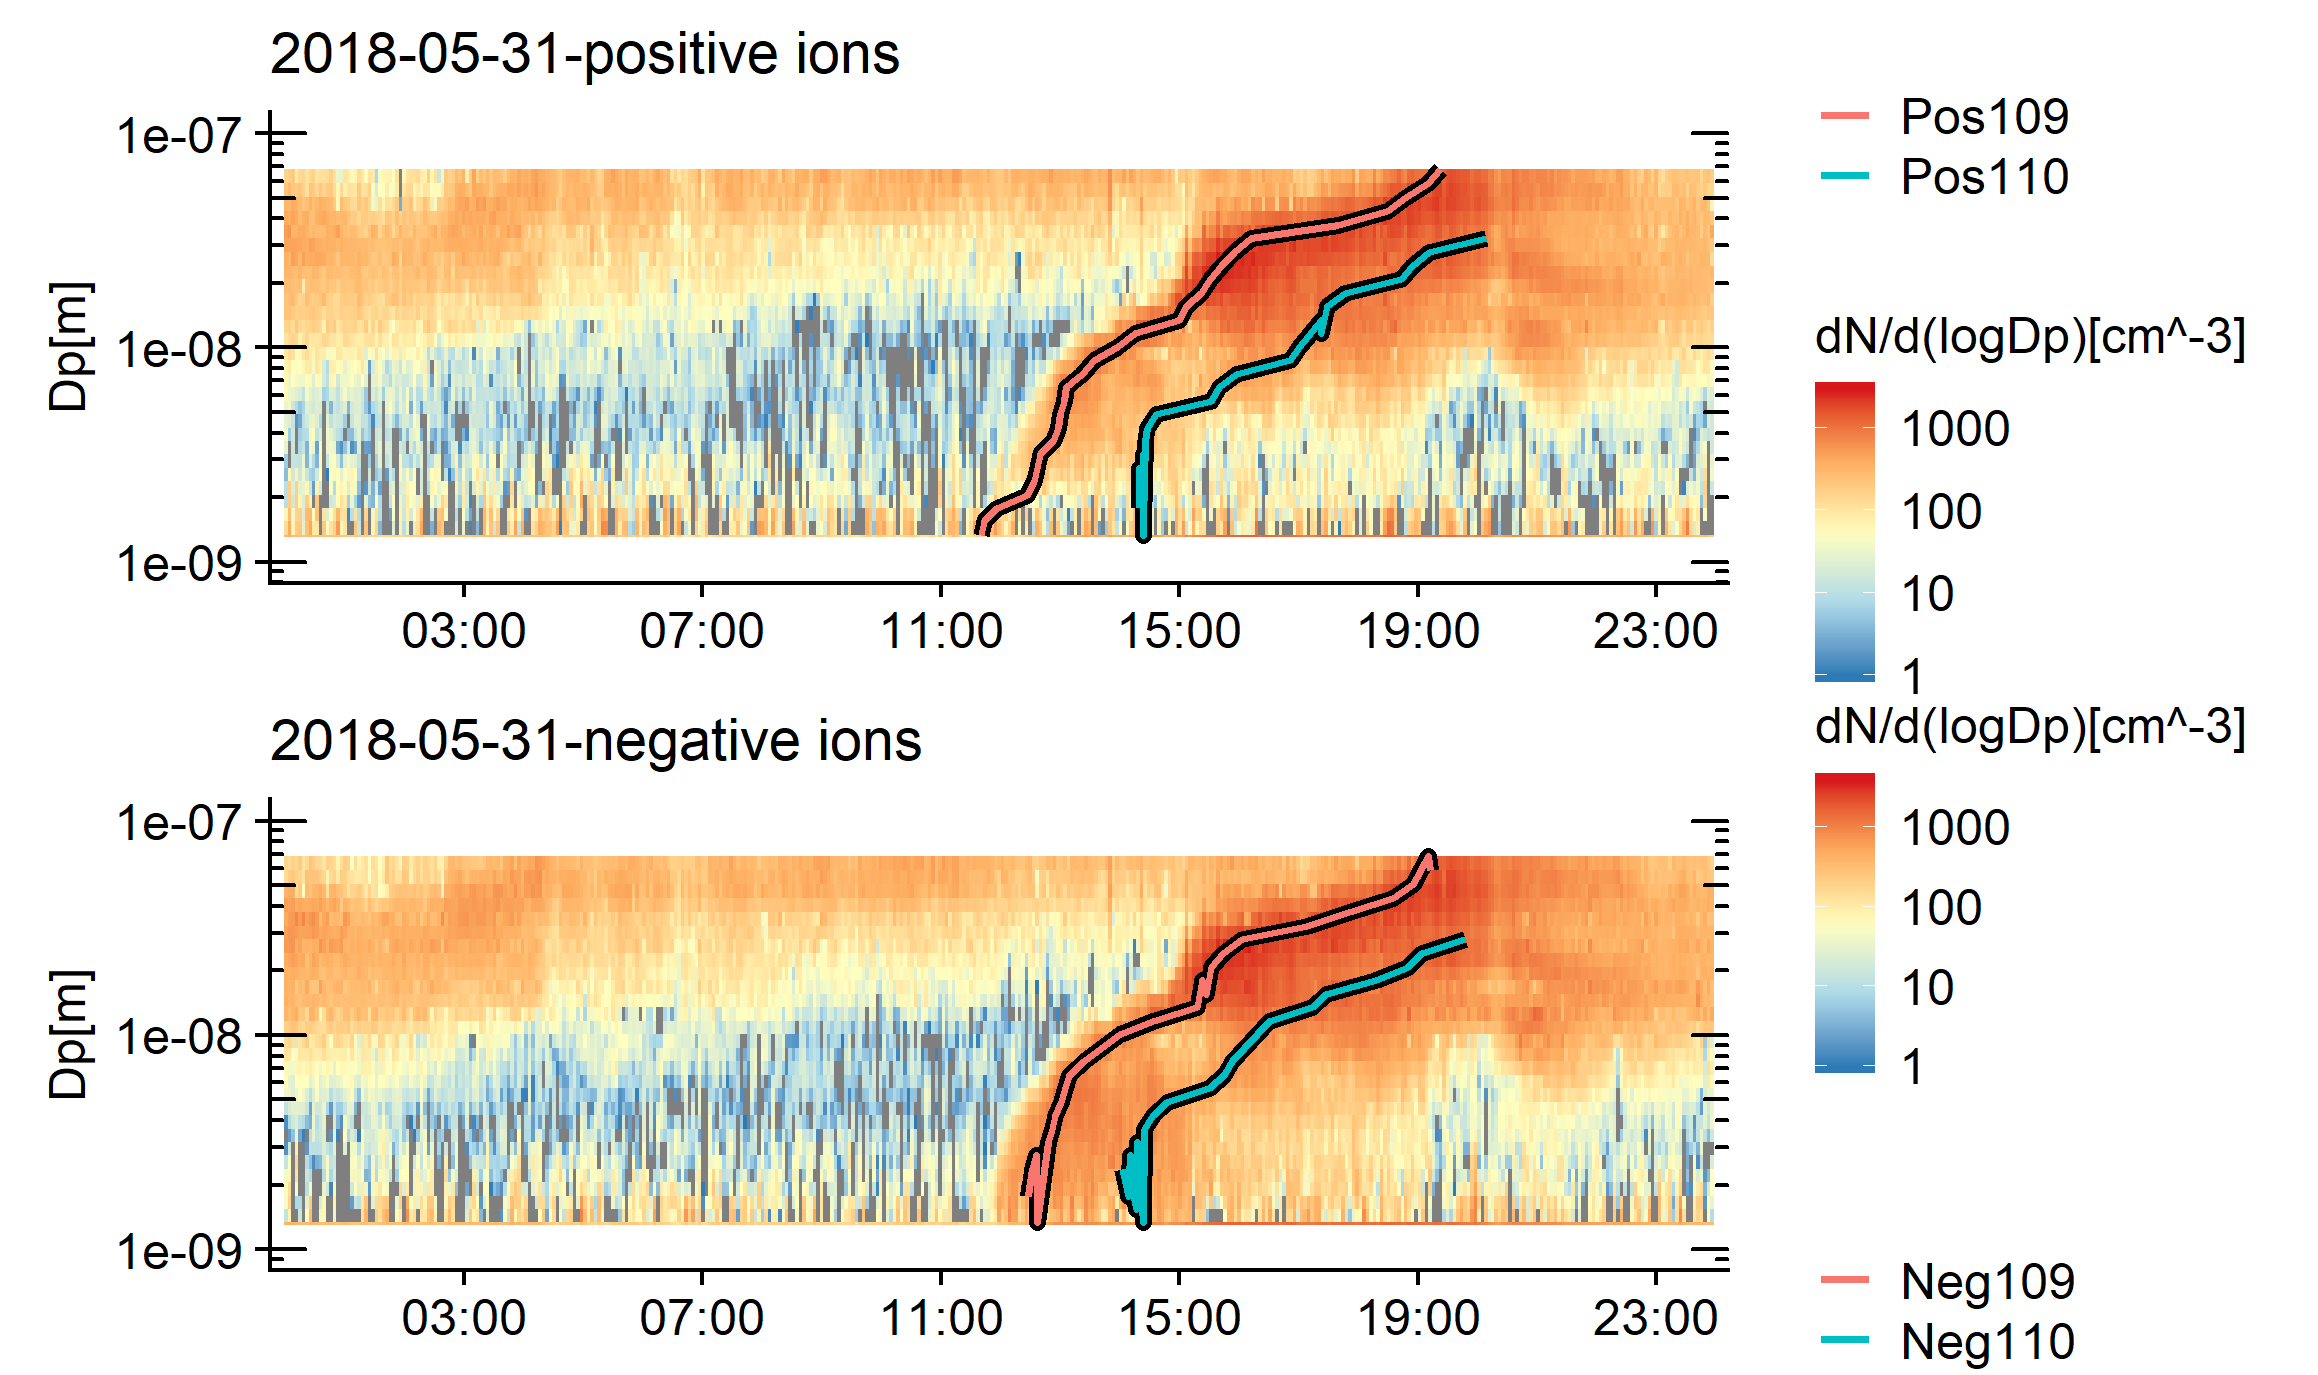 2018-05-31-positive ions
1e-07
1e-08
1e-09
Dp[m]
03:00
07:00
11:00
15:00
19:00
23:00
Pos109
Pos110
dN/d(logDp)[cm^-3]
1000
100
10
1
2018-05-31-negative ions
1e-07
1e-08
1e-09
Dp[m]
03:00
07:00
11:00
15:00
19:00
23:00
dN/d(logDp)[cm^-3]
1000
100
10
1
Neg109
Neg110